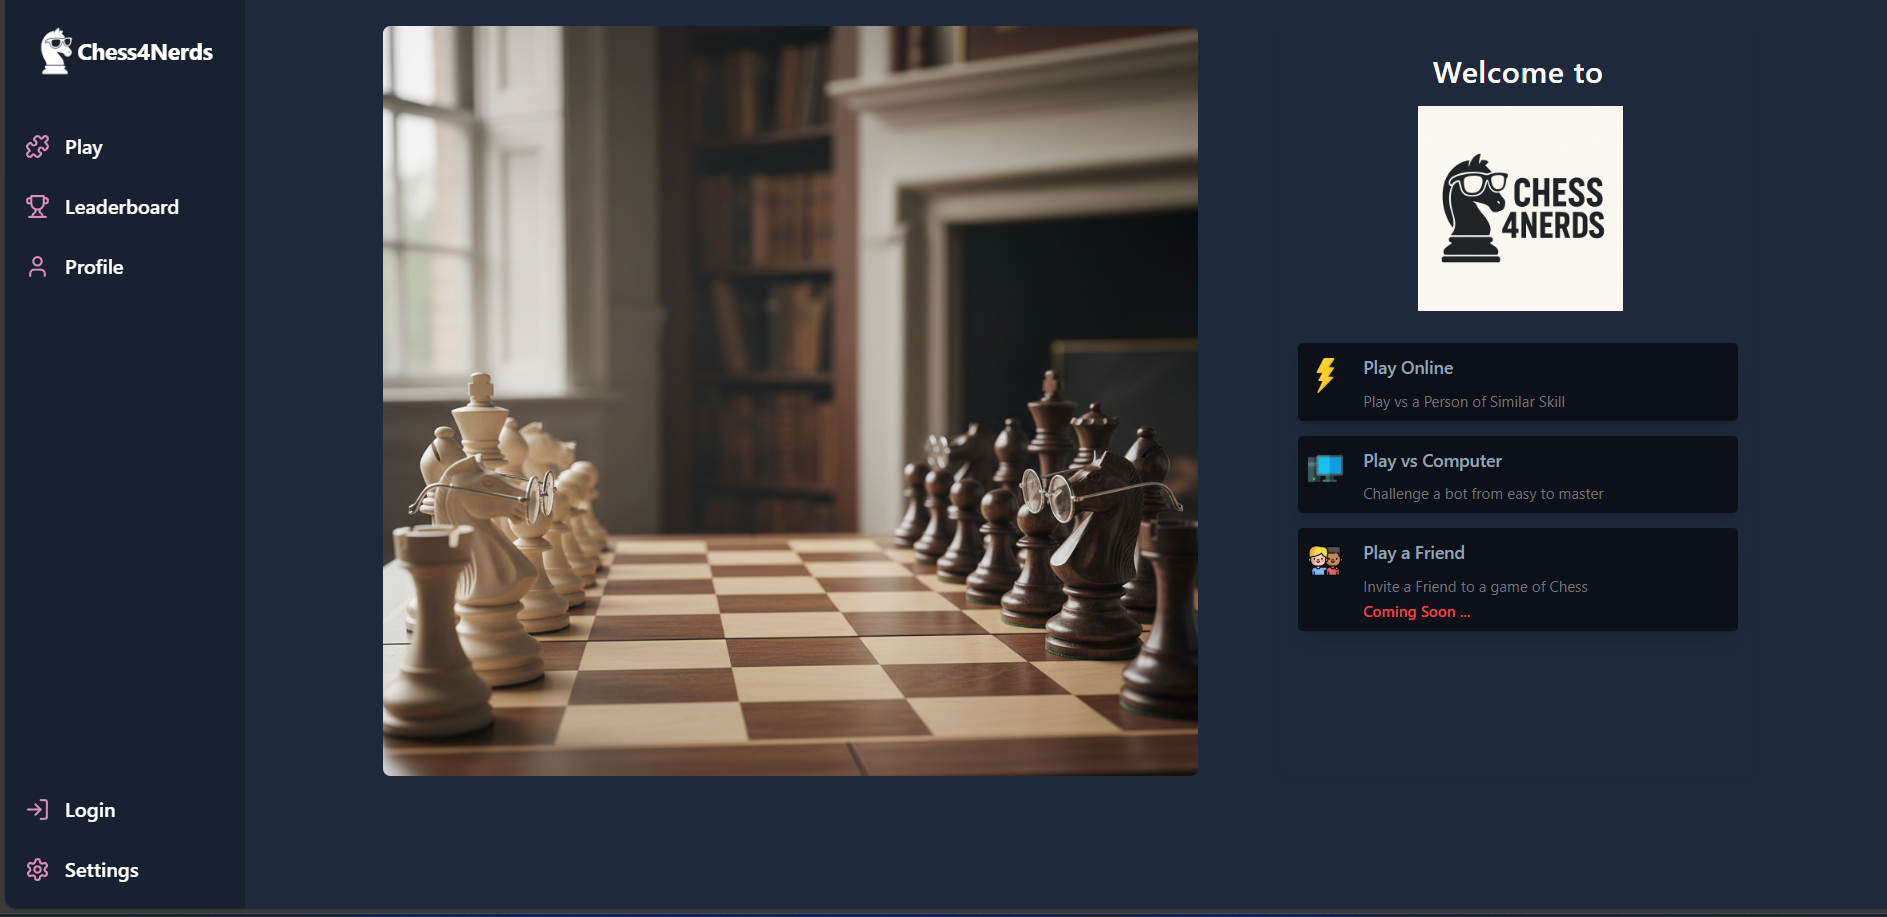 Chess4Nerds
Play
Leaderboard
Profile
Login
Settings
Welcome to
CHESS
4NERDS
Play Online
Play vs a Person of Similar Skill
Play vs Computer
Challenge a bot from easy to master
Play a Friend
Invite a Friend to a game of Chess
Coming Soon ...